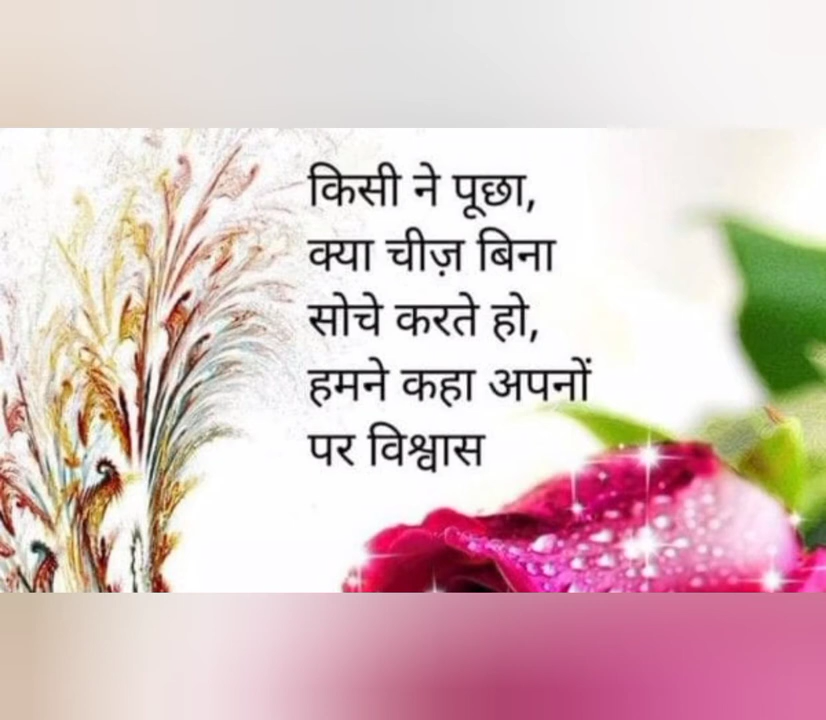 किसी ने पूछा,
क्या चीज़ बिना
सोचे करते हो,
हमने कहा अपनों
पर विश्वास